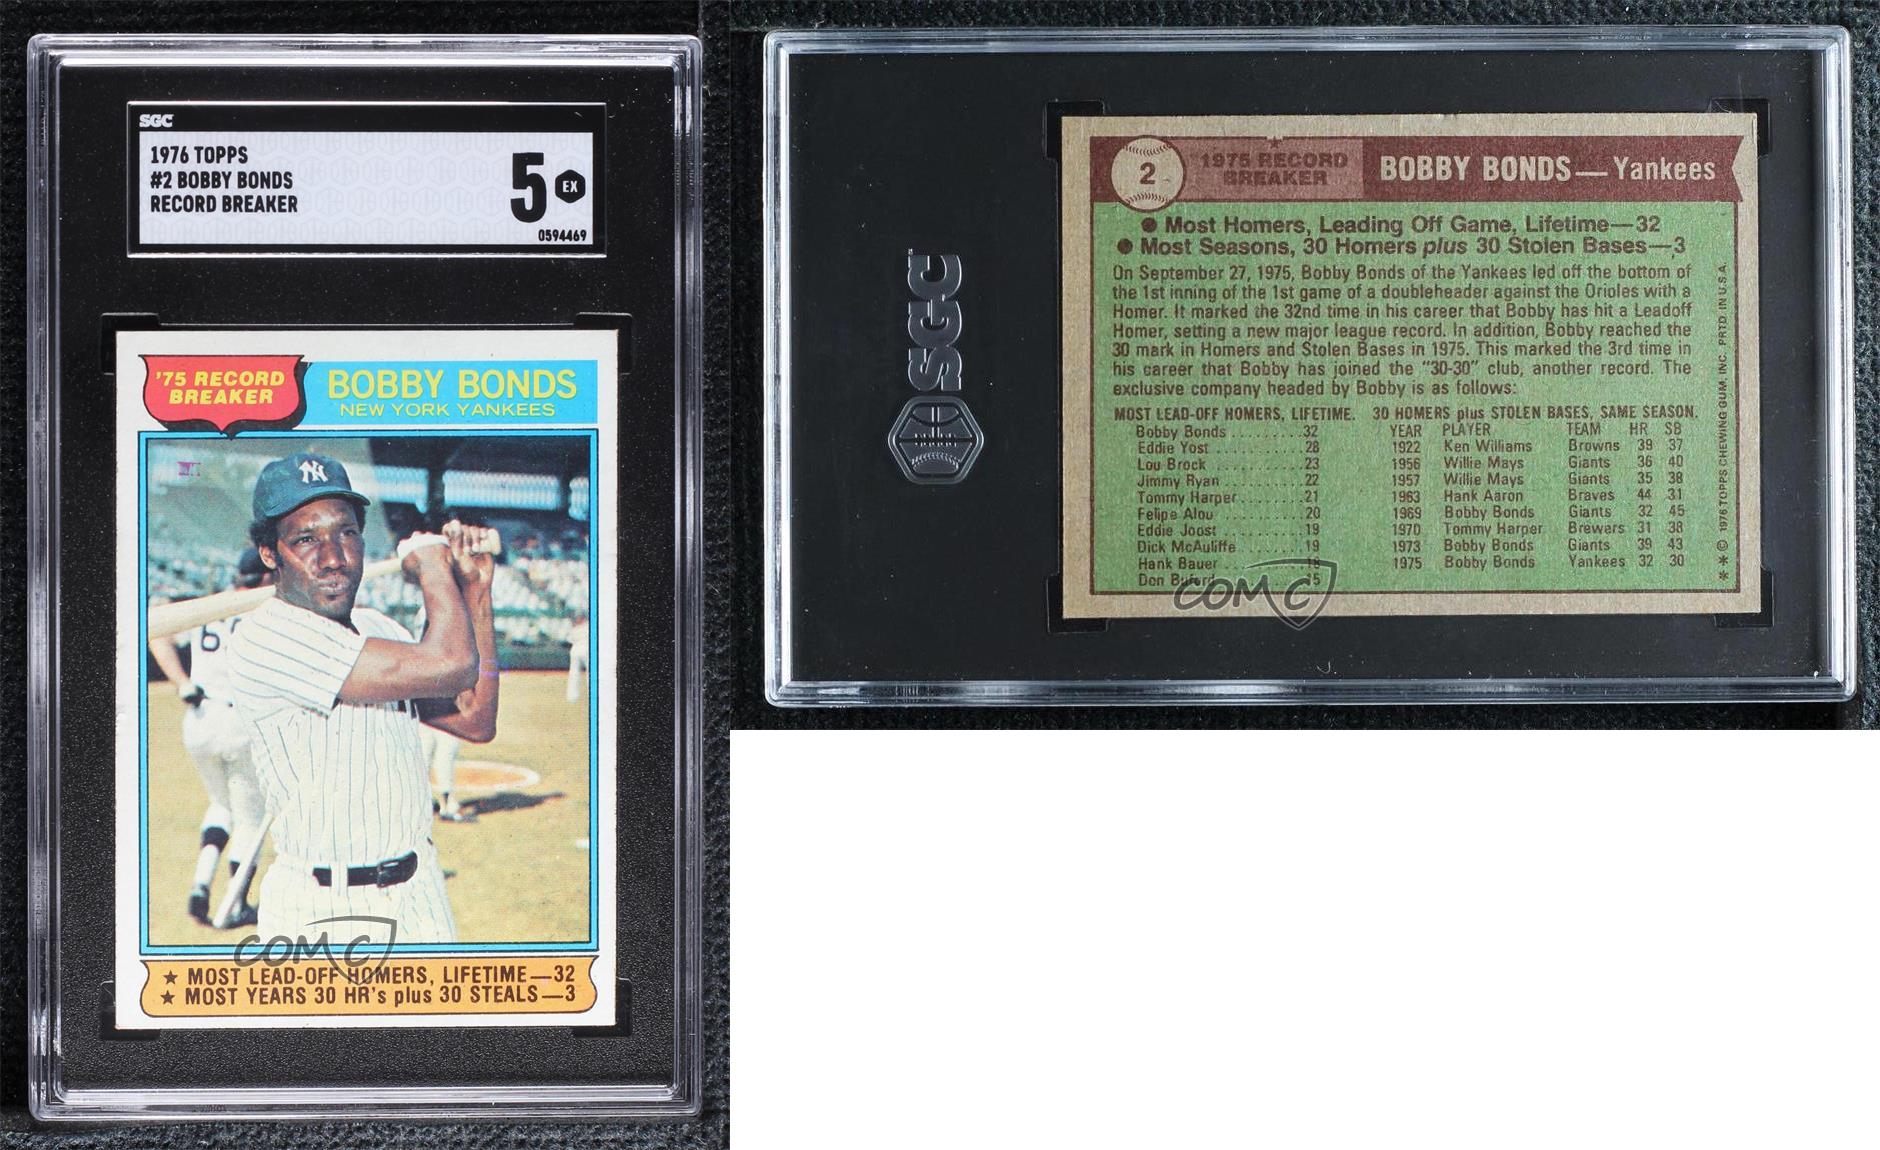 SGC
1976 TOPPS
#2 BOBBY BONDS
RECORD BREAKER
5 EX
0594469
'75 RECORD
BREAKER
BOBBY BONDS
NEW YORK YANKEES
NY
6
COMC
★ MOST LEAD-OFF HOMERS, LIFETIME—32
★ MOST YEARS 30 HR's plus 30 STEALS—3
SGC
2
1975 RECORD
BREAKER
BOBBY BONDS—Yankees
● Most Homers, Leading Off Game, Lifetime—32
● Most Seasons, 30 Homers plus 30 Stolen Bases—3
On September 27, 1975, Bobby Bonds of the Yankees led off the bottom of
the 1st inning of the 1st game of a doubleheader against the Orioles with a
Homer. It marked the 32nd time in his career that Bobby has hit a Leadoff
Homer, setting a new major league record. In addition, Bobby reached the
30 mark in Homers and Stolen Bases in 1975. This marked the 3rd time in
his career that Bobby has joined the "30-30" club, another record. The
exclusive company headed by Bobby is as follows:
MOST LEAD-OFF HOMERS, LIFETIME.
Bobby Bonds.........32
Eddie Yost...........28
Lou Brock............23
Jimmy Ryan..........22
Tommy Harper........21
Felipe Alou...........20
Eddie Joost...........19
Dick McAuliffe........19
Hank Bauer...........18
Don Buford...........15
30 HOMERS plus STOLEN BASES, SAME SEASON.
YEAR PLAYER TEAM HR SB
1922 Ken Williams Browns 39 37
1956 Willie Mays Giants 36 40
1957 Willie Mays Giants 35 38
1963 Hank Aaron Braves 44 31
1969 Bobby Bonds Giants 32 45
1970 Tommy Harper Brewers 31 38
1973 Bobby Bonds Giants 39 43
1975 Bobby Bonds Yankees 32 30
** © 1976 TOPPS CHEWING GUM, INC. PRTD. IN U.S.A.
COMC